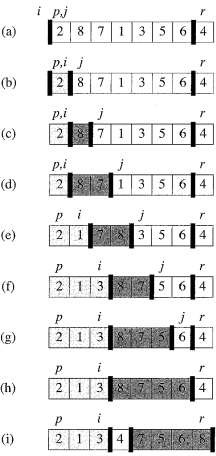 i p,j r
(a) 2 8 7 1 3 5 6 4
p,i j r
(b) 2 8 7 1 3 5 6 4
p,i j r
(c) 2 8 7 1 3 5 6 4
p,i j r
(d) 2 8 7 1 3 5 6 4
p i j r
(e) 2 1 7 8 3 5 6 4
p i j r
(f) 2 1 3 8 7 5 6 4
p i j r
(g) 2 1 3 8 7 5 6 4
p i r
(h) 2 1 3 8 7 5 6 4
p i r
(i) 2 1 3 4 7 5 6 8